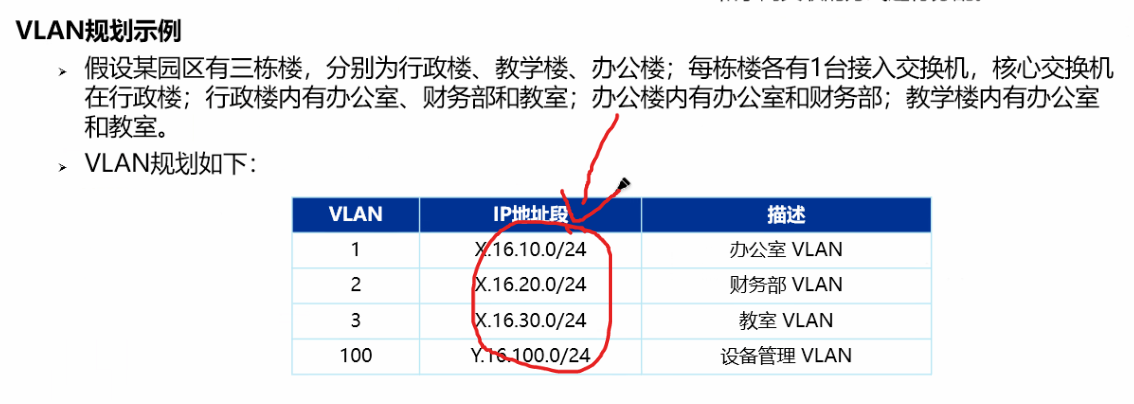 VLAN规划示例
假设某园区有三栋楼，分别为行政楼、教学楼、办公楼；每栋楼各有1台接入交换机，核心交换机
在行政楼；行政楼内有办公室、财务部和教室；办公楼内有办公室和财务部；教学楼内有办公室
和教室。
VLAN规划如下：
VLAN IP地址段 描述
1 X.16.10.0/24 办公室 VLAN
2 X.16.20.0/24 财务部 VLAN
3 X.16.30.0/24 教室 VLAN
100 Y.16.100.0/24 设备管理 VLAN